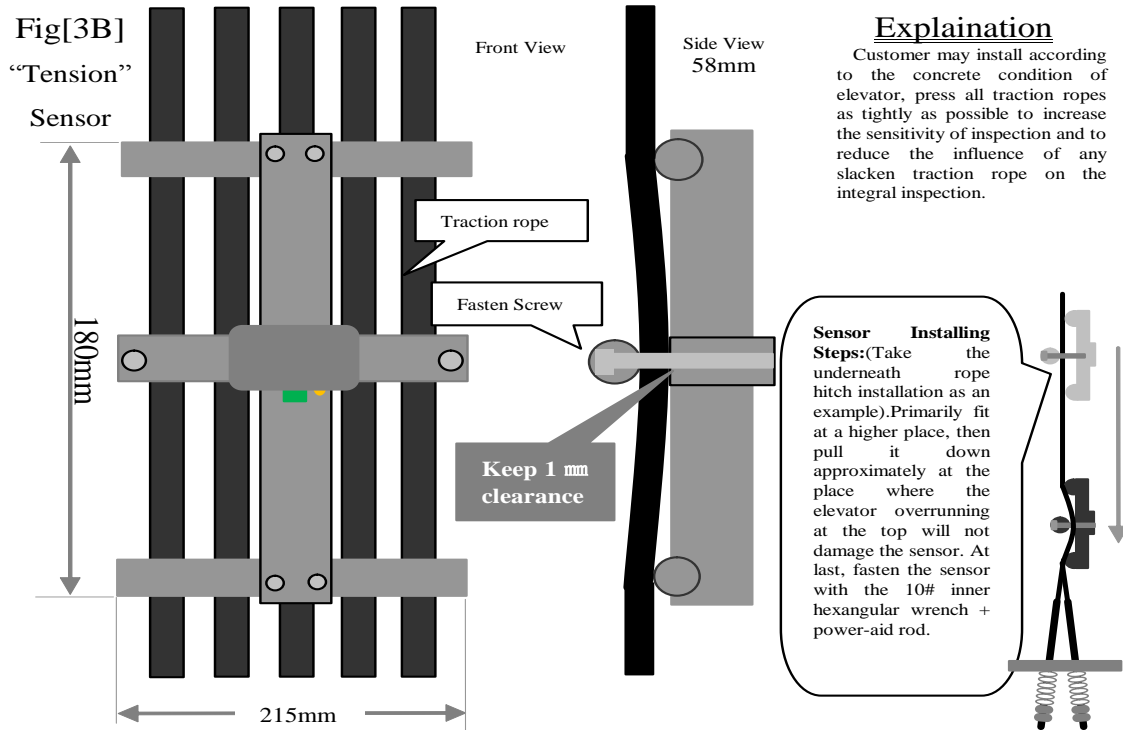 Fig[3B]
“Tension”
Sensor
Front View
Side View
58mm
Explaination
Customer may install according
to the concrete condition of
elevator, press all traction ropes
as tightly as possible to increase
the sensitivity of inspection and to
reduce the influence of any
slacken traction rope on the
integral inspection.
Traction rope
Fasten Screw
180mm
Keep 1 ㎜
clearance
215mm
Sensor Installing
Steps:(Take the
underneath rope
hitch installation as an
example).Primarily fit
at a higher place, then
pull it down
approximately at the
place where the
elevator overrunning
at the top will not
damage the sensor. At
last, fasten the sensor
with the 10# inner
hexangular wrench +
power-aid rod.